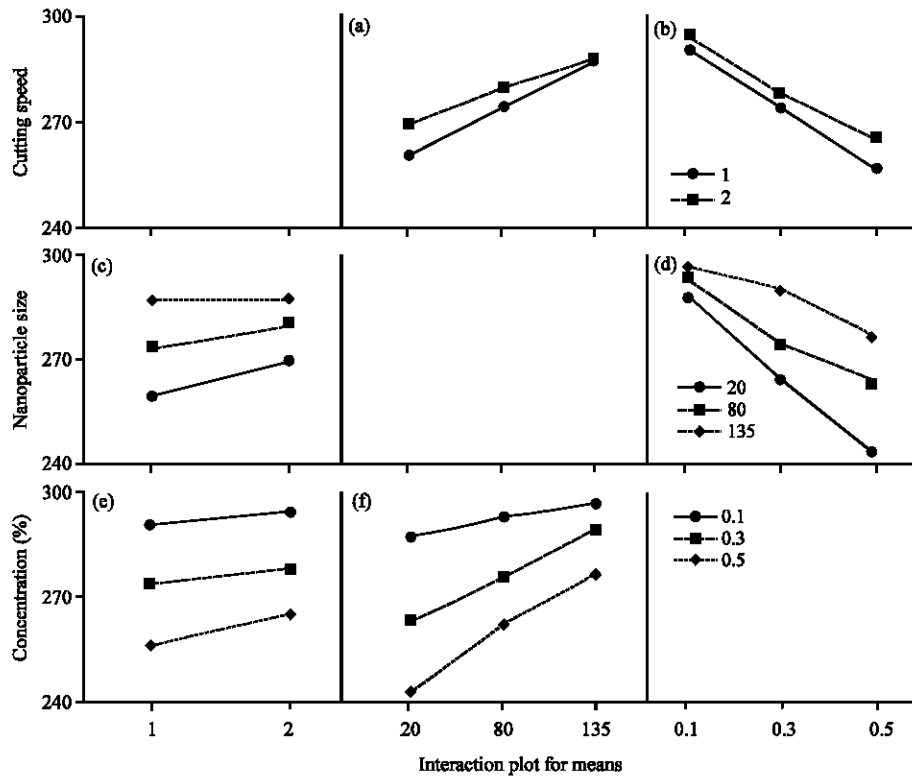 300
(a)
(b)
Cutting speed
270
1
2
240
300
(c)
(d)
Nanoparticle size
270
20
80
135
240
300
(e)
(f)
0.1
0.3
0.5
Concentration (%)
270
240
1 2 20 80 135 0.1 0.3 0.5
Interaction plot for means